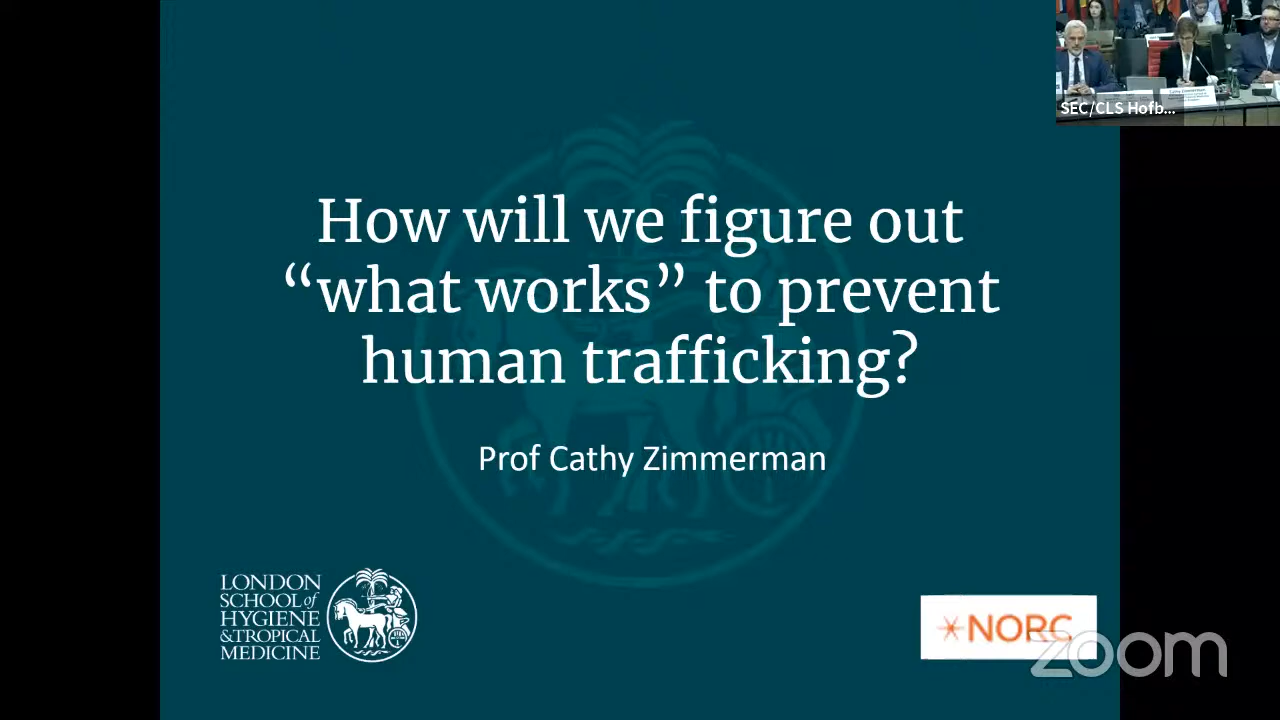 SEC/CLS Hofb...
How will we figure out
“what works” to prevent
human trafficking?
Prof Cathy Zimmerman
LONDON
SCHOOL of
HYGIENE
& TROPICAL
MEDICINE
NORC
zoom